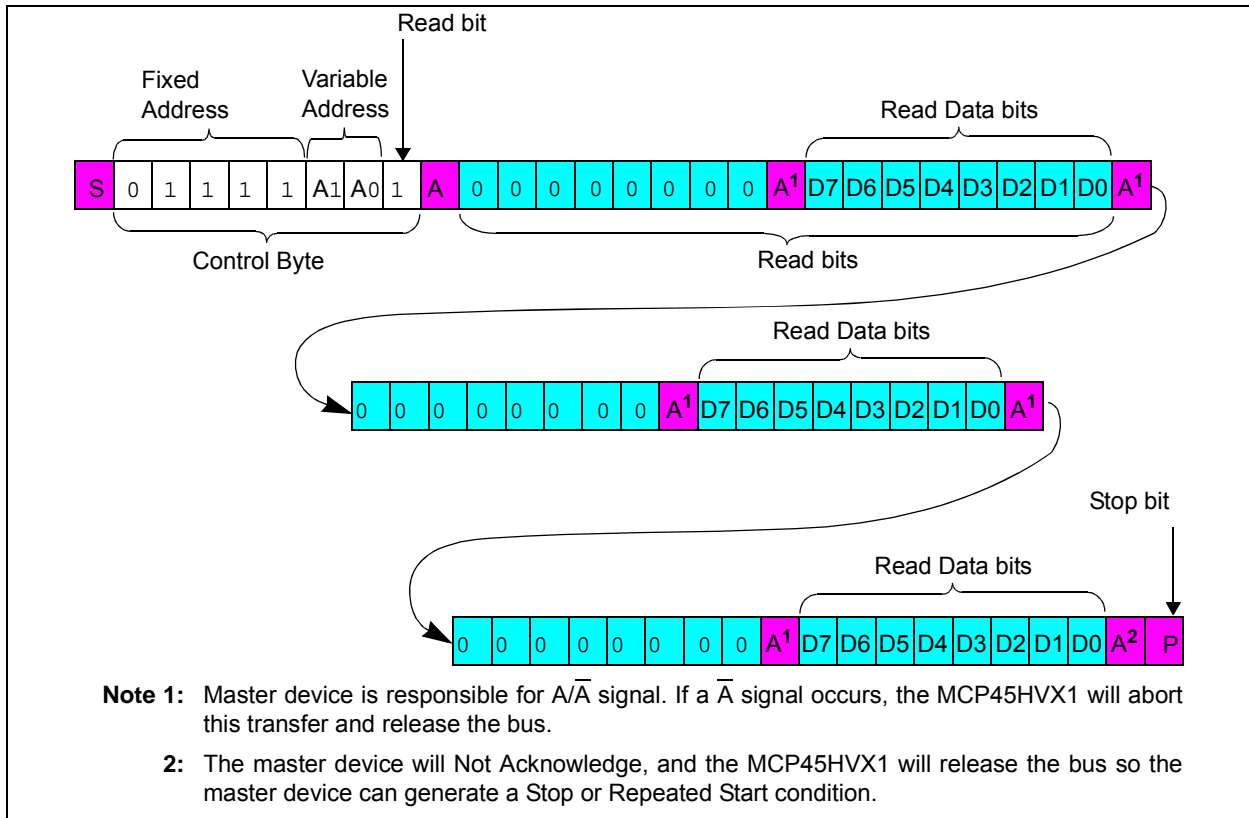 Read bit
Fixed Address
Variable Address
Read Data bits
S 0 1 1 1 1 A1 A0 1 A 0 0 0 0 0 0 0 0 A¹ D7 D6 D5 D4 D3 D2 D1 D0 A¹
Control Byte
Read bits
Read Data bits
0 0 0 0 0 0 0 0 A¹ D7 D6 D5 D4 D3 D2 D1 D0 A¹
Stop bit
Read Data bits
0 0 0 0 0 0 0 0 A¹ D7 D6 D5 D4 D3 D2 D1 D0 A² P
Note 1: Master device is responsible for A/A̅ signal. If a A̅ signal occurs, the MCP45HVX1 will abort
this transfer and release the bus.
2: The master device will Not Acknowledge, and the MCP45HVX1 will release the bus so the
master device can generate a Stop or Repeated Start condition.